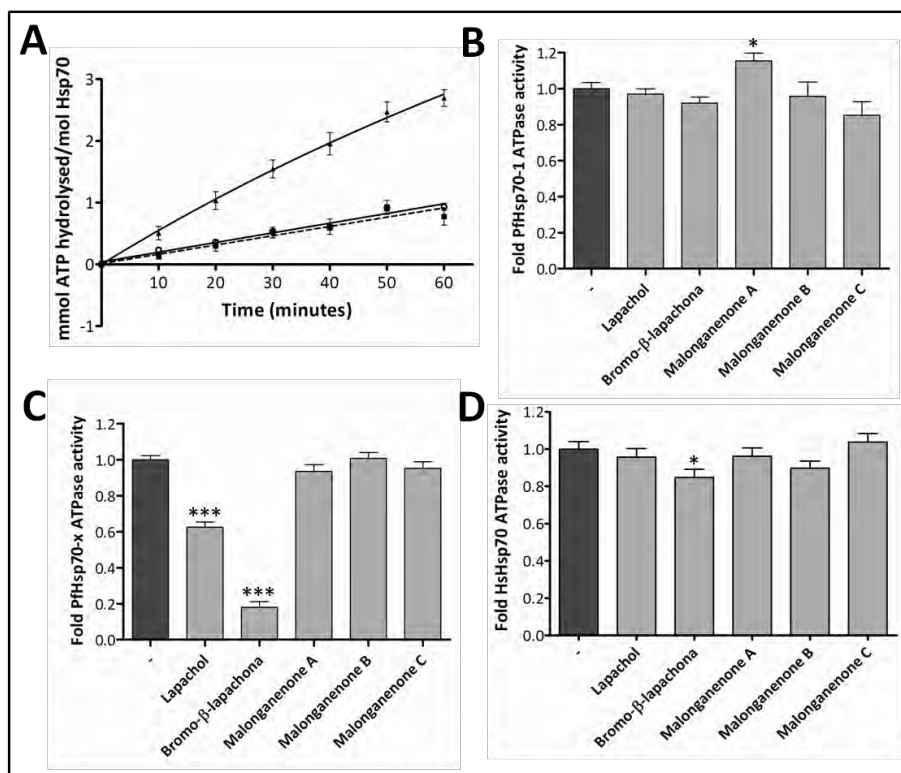 A
mmol ATP hydrolysed/mol Hsp70
3
2
1
0
-1
10
20
30
40
50
60
Time (minutes)
B
Fold PfHsp70-1 ATPase activity
1.2
1.0
0.8
0.6
0.4
0.2
0.0
*
-
Lapachol
Bromo-β-lapachona
Malonganenone A
Malonganenone B
Malonganenone C
C
Fold PfHsp70-x ATPase activity
1.2
1.0
0.8
0.6
0.4
0.2
0.0
***
***
-
Lapachol
Bromo-β-lapachona
Malonganenone A
Malonganenone B
Malonganenone C
D
Fold HsHsp70 ATPase activity
1.2
1.0
0.8
0.6
0.4
0.2
0.0
*
-
Lapachol
Bromo-β-lapachona
Malonganenone A
Malonganenone B
Malonganenone C